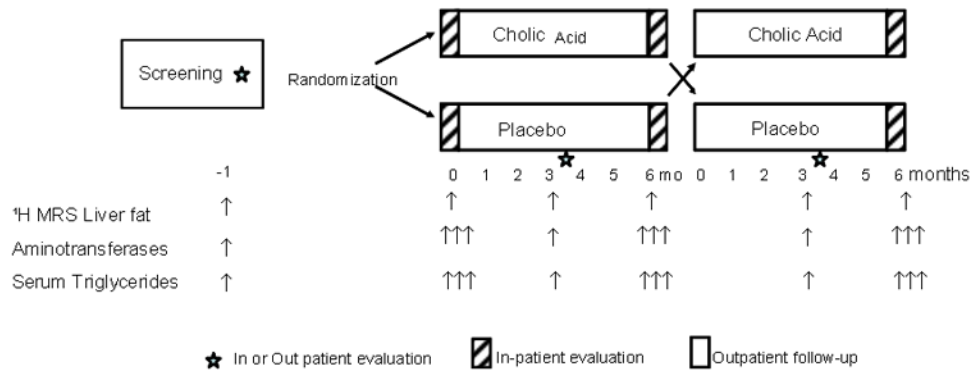 Cholic Acid Cholic Acid
Screening
Randomization
Placebo Placebo
-1 0 1 2 3 4 5 6 mo 0 1 2 3 4 5 6 months
¹H MRS Liver fat ↑ ↑ ↑ ↑ ↑ ↑
Aminotransferases ↑ ↑↑↑ ↑ ↑↑↑ ↑ ↑↑↑
Serum Triglycerides ↑ ↑↑↑ ↑ ↑↑↑ ↑ ↑↑↑
In or Out patient evaluation In-patient evaluation Outpatient follow-up